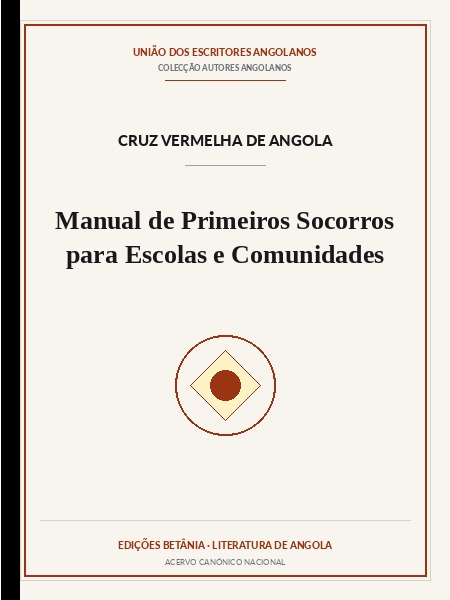 UNIÃO DOS ESCRITORES ANGOLANOS
COLECÇÃO AUTORES ANGOLANOS
CRUZ VERMELHA DE ANGOLA
Manual de Primeiros Socorros
para Escolas e Comunidades
EDIÇÕES BETÂNIA · LITERATURA DE ANGOLA
ACERVO CANÓNICO NACIONAL